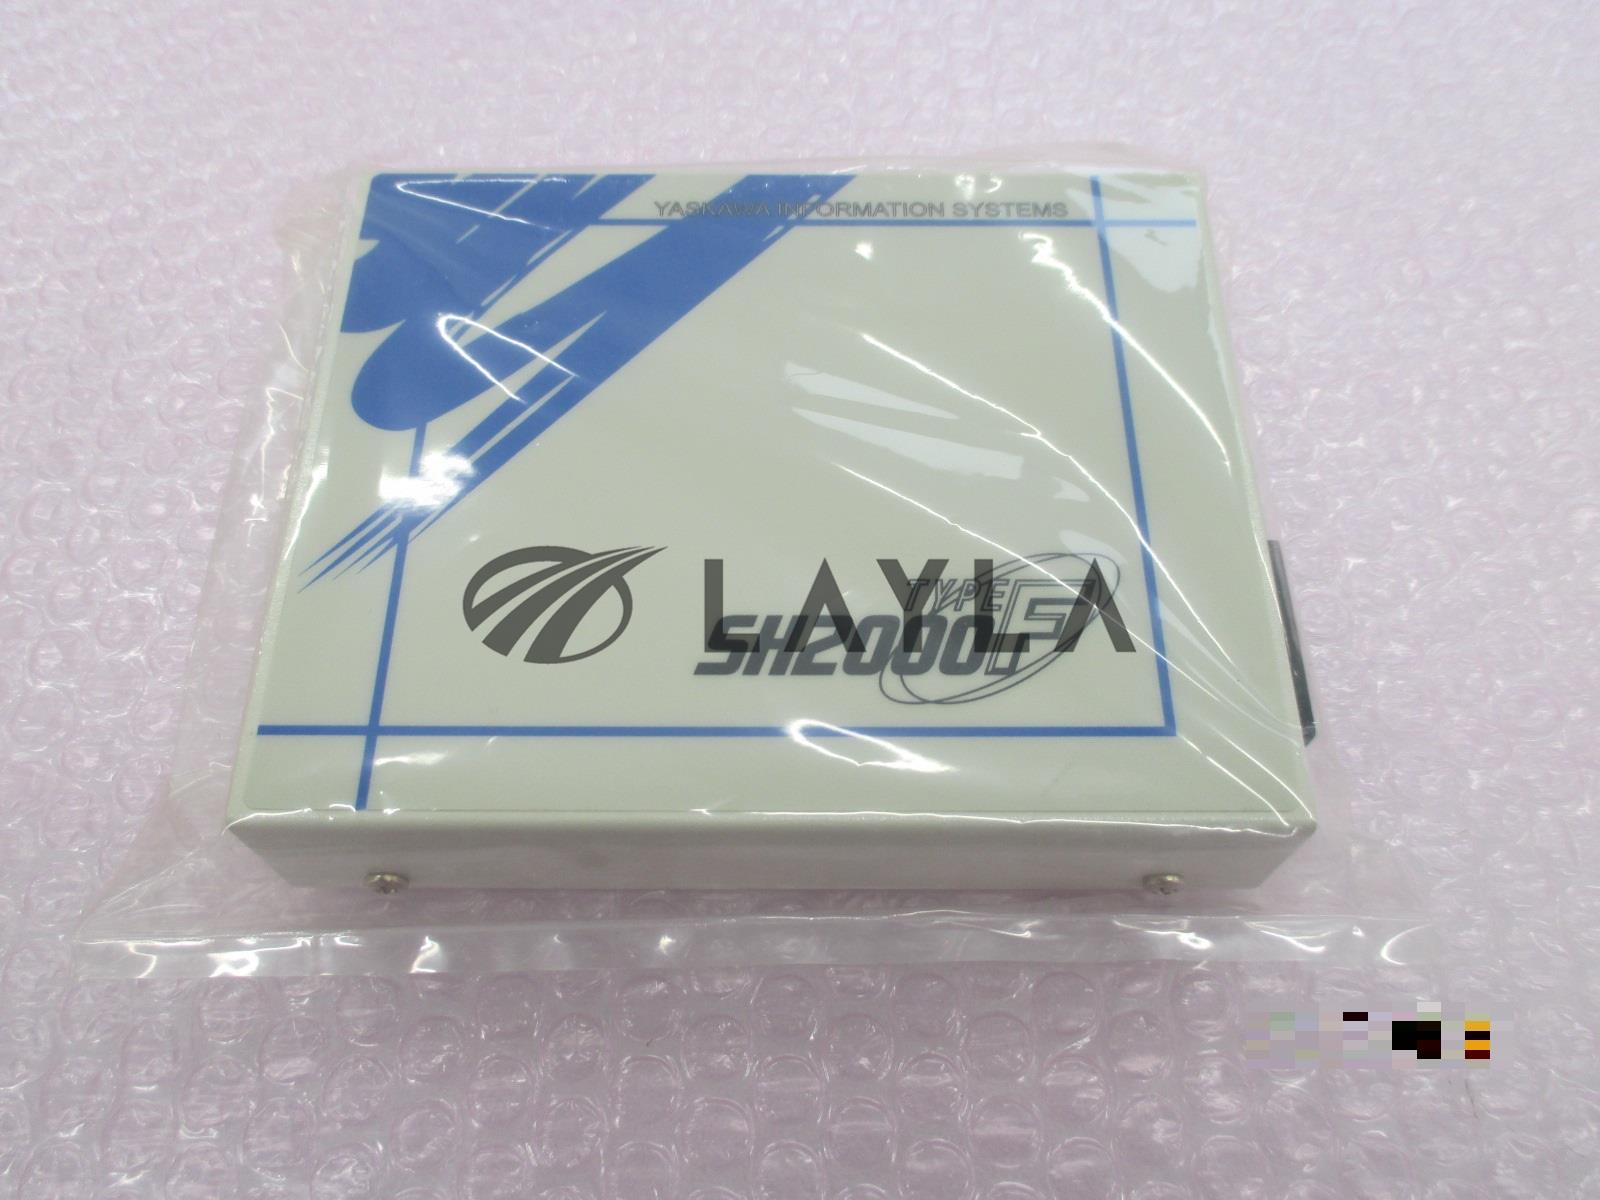 YASKAWA INFORMATION SYSTEMS
LAYLA
TYPE F
SH2000